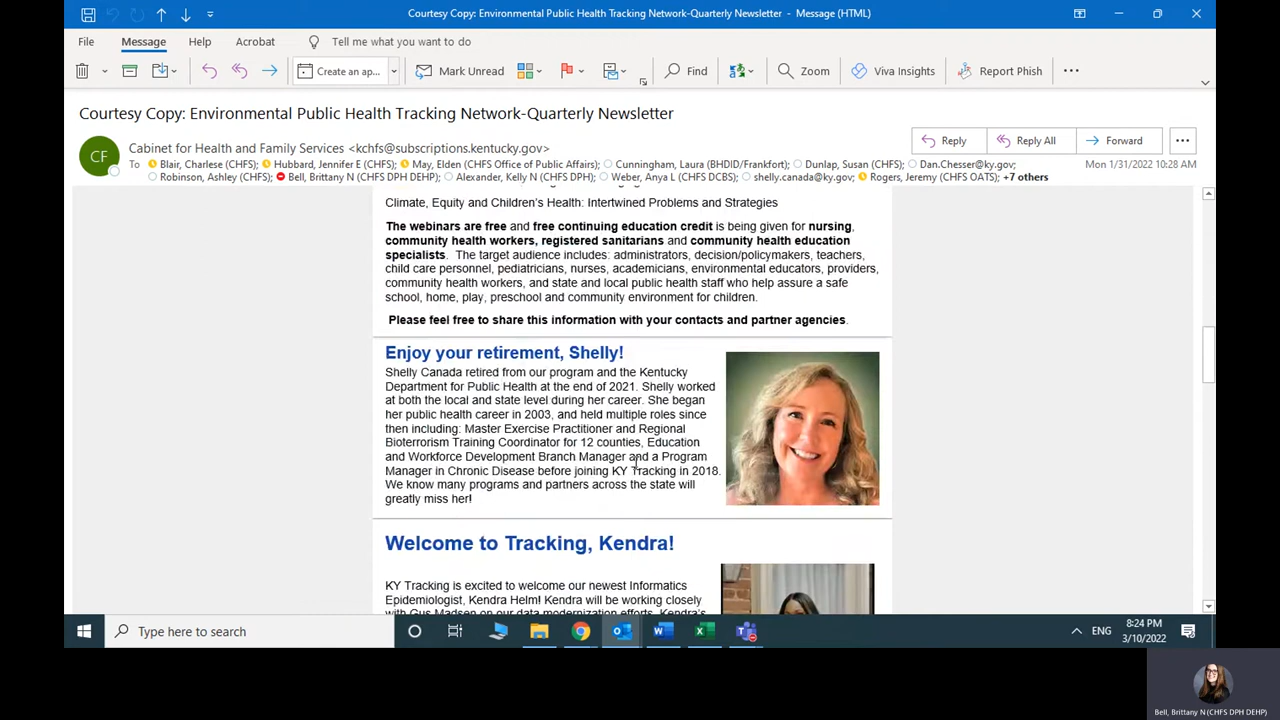 Courtesy Copy: Environmental Public Health Tracking Network-Quarterly Newsletter - Message (HTML)
File Message Help Acrobat Tell me what you want to do
Create an ap... Mark Unread Find Zoom Viva Insights Report Phish
Courtesy Copy: Environmental Public Health Tracking Network-Quarterly Newsletter
CF
Cabinet for Health and Family Services <kchfs@subscriptions.kentucky.gov>
Reply Reply All Forward
To Blair, Charlese (CHFS); Hubbard, Jennifer E (CHFS); May, Elden (CHFS Office of Public Affairs); Cunningham, Laura (BHDID/Frankfort); Dunlap, Susan (CHFS); Dan.Chesser@ky.gov;
Mon 1/31/2022 10:28 AM
Robinson, Ashley (CHFS); Bell, Brittany N (CHFS DPH DEHP); Alexander, Kelly N (CHFS DPH); Weber, Anya L (CHFS DCBS); shelly.canada@ky.gov; Rogers, Jeremy (CHFS OATS); +7 others
Climate, Equity and Children's Health: Intertwined Problems and Strategies
The webinars are free and free continuing education credit is being given for nursing,
community health workers, registered sanitarians and community health education
specialists. The target audience includes: administrators, decision/policymakers, teachers,
child care personnel, pediatricians, nurses, academicians, environmental educators, providers,
community health workers, and state and local public health staff who help assure a safe
school, home, play, preschool and community environment for children.
Please feel free to share this information with your contacts and partner agencies.
Enjoy your retirement, Shelly!
Shelly Canada retired from our program and the Kentucky
Department for Public Health at the end of 2021. Shelly worked
at both the local and state level during her career. She began
her public health career in 2003, and held multiple roles since
then including: Master Exercise Practitioner and Regional
Bioterrorism Training Coordinator for 12 counties, Education
and Workforce Development Branch Manager and a Program
Manager in Chronic Disease before joining KY Tracking in 2018.
We know many programs and partners across the state will
greatly miss her!
Welcome to Tracking, Kendra!
KY Tracking is excited to welcome our newest Informatics
Epidemiologist, Kendra Helm! Kendra will be working closely
with Gus Madsen on our data modernization efforts. Kendra's
Type here to search
ENG
8:24 PM
3/10/2022
Bell, Brittany N (CHFS DPH DEHP)